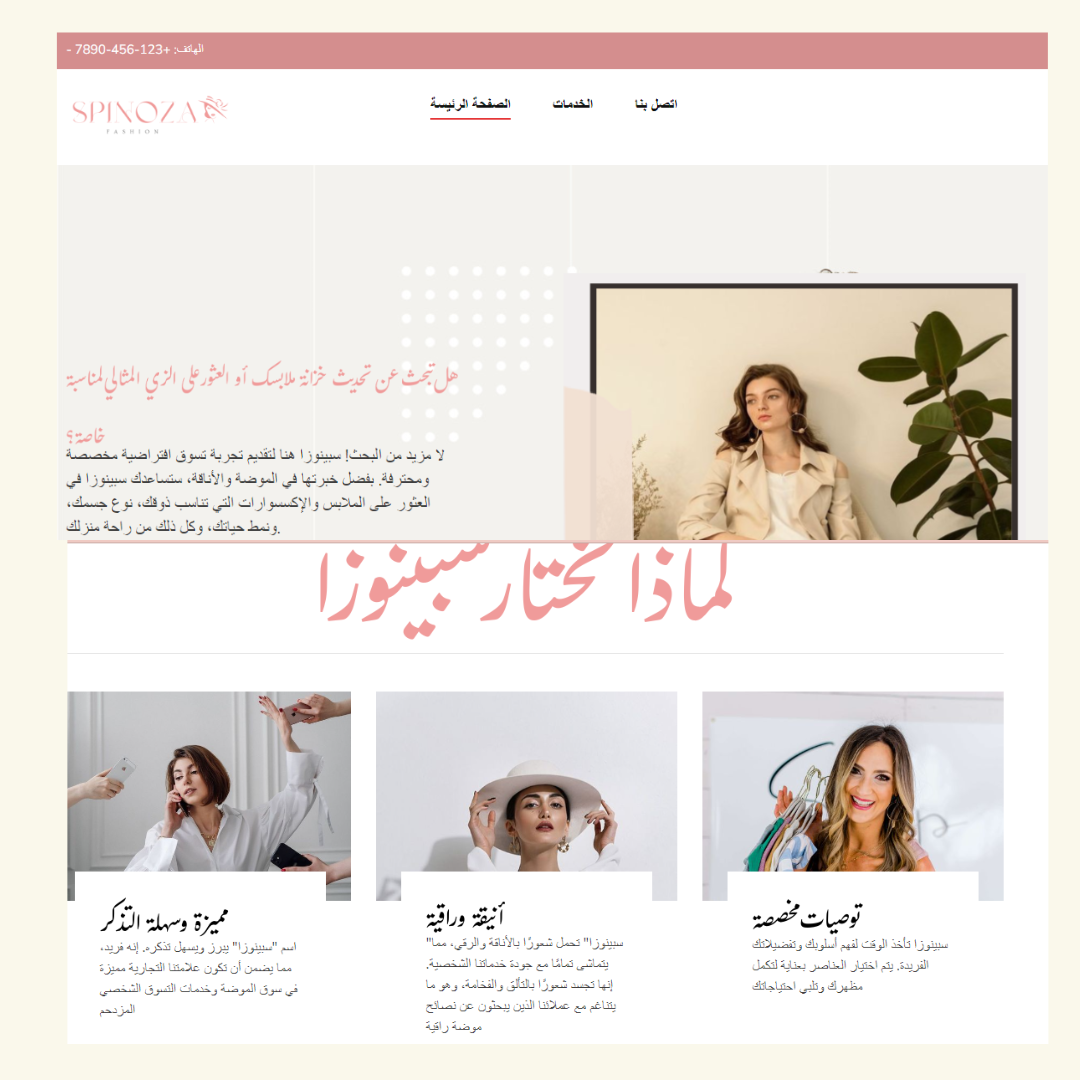 الهاتف: +123-456-7890 -
SPINOZA
FASHION
الصفحة الرئيسة
الخدمات
اتصل بنا
هل تبحث عن تحديث خزانة ملابسك أو العثور على الزي المثالي لمناسبة
خاصة؟
لا مزيد من البحث! سبينوزا هنا لتقديم تجربة تسوق افتراضية مخصصة
ومحترفة. بفضل خبرتها في الموضة والأناقة، ستساعدك سبينوزا في
العثور على الملابس والإكسسوارات التي تناسب ذوقك، نوع جسمك،
ونمط حياتك، وكل ذلك من راحة منزلك.
لماذا تختار سبينوزا
مميزة وسهلة التذكر
اسم "سبينوزا" يبرز ويسهل تذكره. إنه فريد،
مما يضمن أن تكون علامتنا التجارية مميزة
في سوق الموضة وخدمات التسوق الشخصي
المزدحم
أنيقة وراقية
"سبينوزا" تحمل شعورًا بالأناقة والرقي، مما
يتماشى تمامًا مع جودة خدماتنا الشخصية.
إنها تجسد شعورًا بالتألق والفخامة، وهو ما
يتناغم مع عملائنا الذين يبحثون عن نصائح
موضة راقية
توصيات مخصصة
سبينوزا تأخذ الوقت لفهم أسلوبك وتفضيلاتك
الفريدة. يتم اختيار العناصر بعناية لتكمل
مظهرك وتلبي احتياجاتك